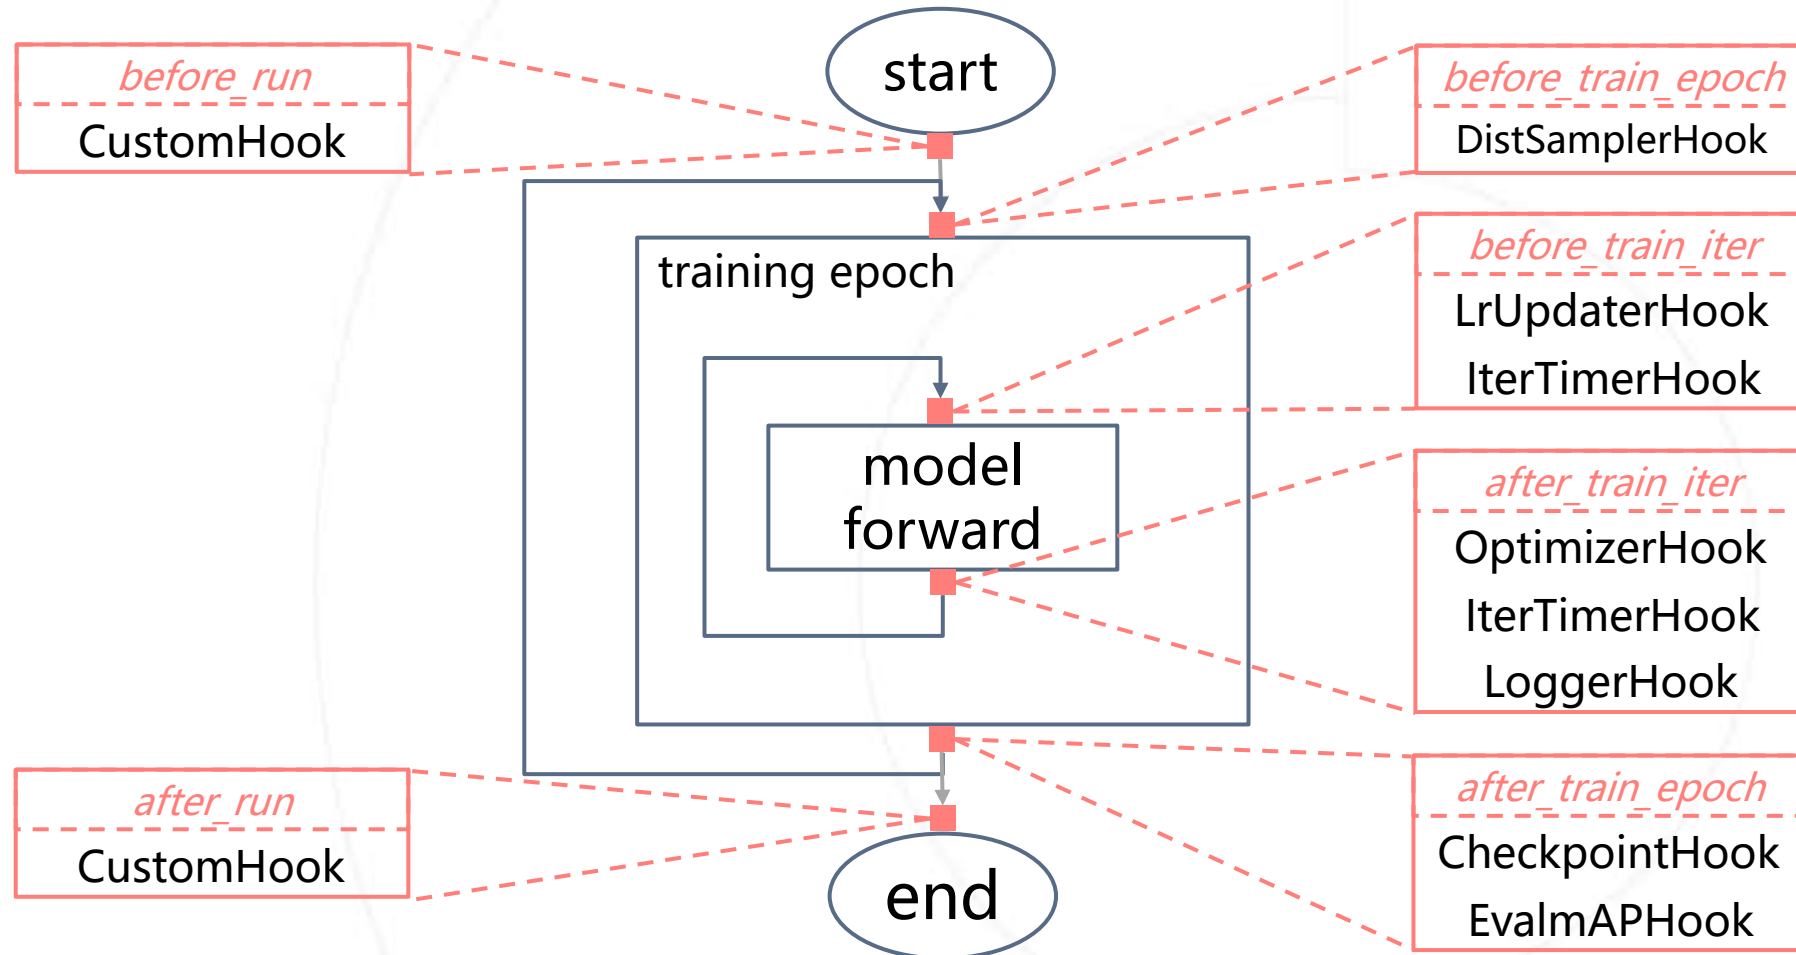 start
before_run
CustomHook
before_train_epoch
DistSamplerHook
training epoch
before_train_iter
LrUpdaterHook
IterTimerHook
model
forward
after_train_iter
OptimizerHook
IterTimerHook
LoggerHook
after_run
CustomHook
after_train_epoch
CheckpointHook
EvalmAPHook
end